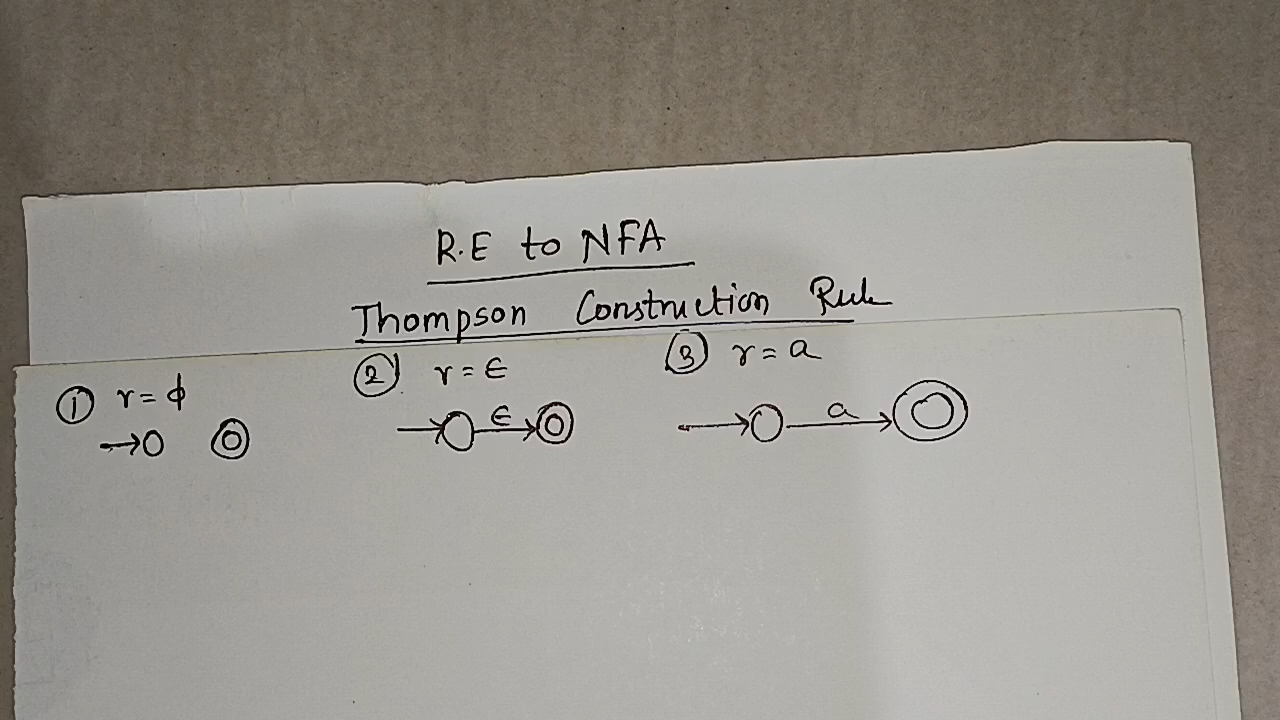 R.E to NFA
Thompson Construction Rule
① r = ϕ
② r = ϵ
③ r = a
ϵ
a